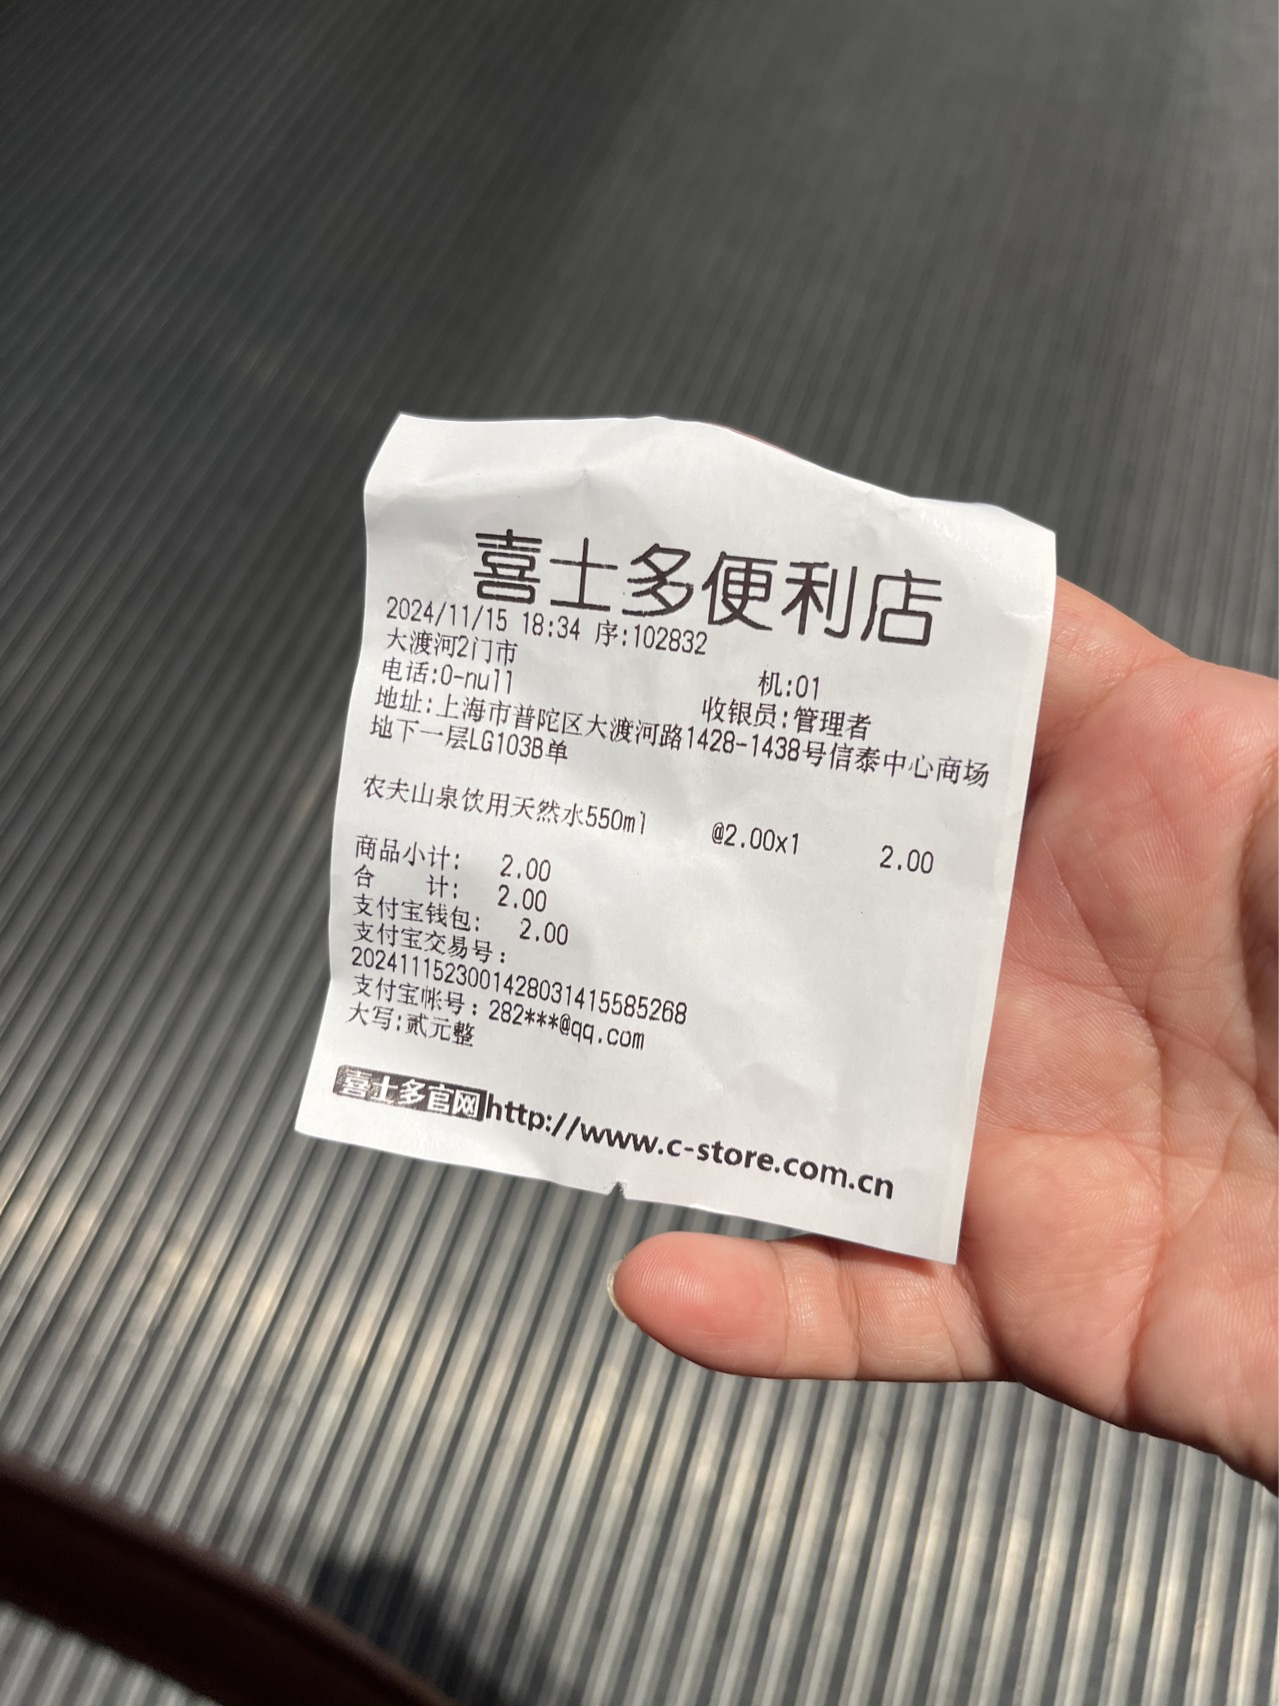 喜士多便利店
2024/11/15 18:34 序:102832
大渡河2门市 机:01
电话:0-null 收银员:管理者
地址:上海市普陀区大渡河路1428-1438号信泰中心商场
地下一层LG103B单
农夫山泉饮用天然水550ml @2.00x1 2.00
商品小计: 2.00
合 计: 2.00
支付宝钱包: 2.00
支付宝交易号:
2024111523001428031415585268
支付宝帐号:282***@qq.com
大写:贰元整
喜士多官网http://www.c-store.com.cn